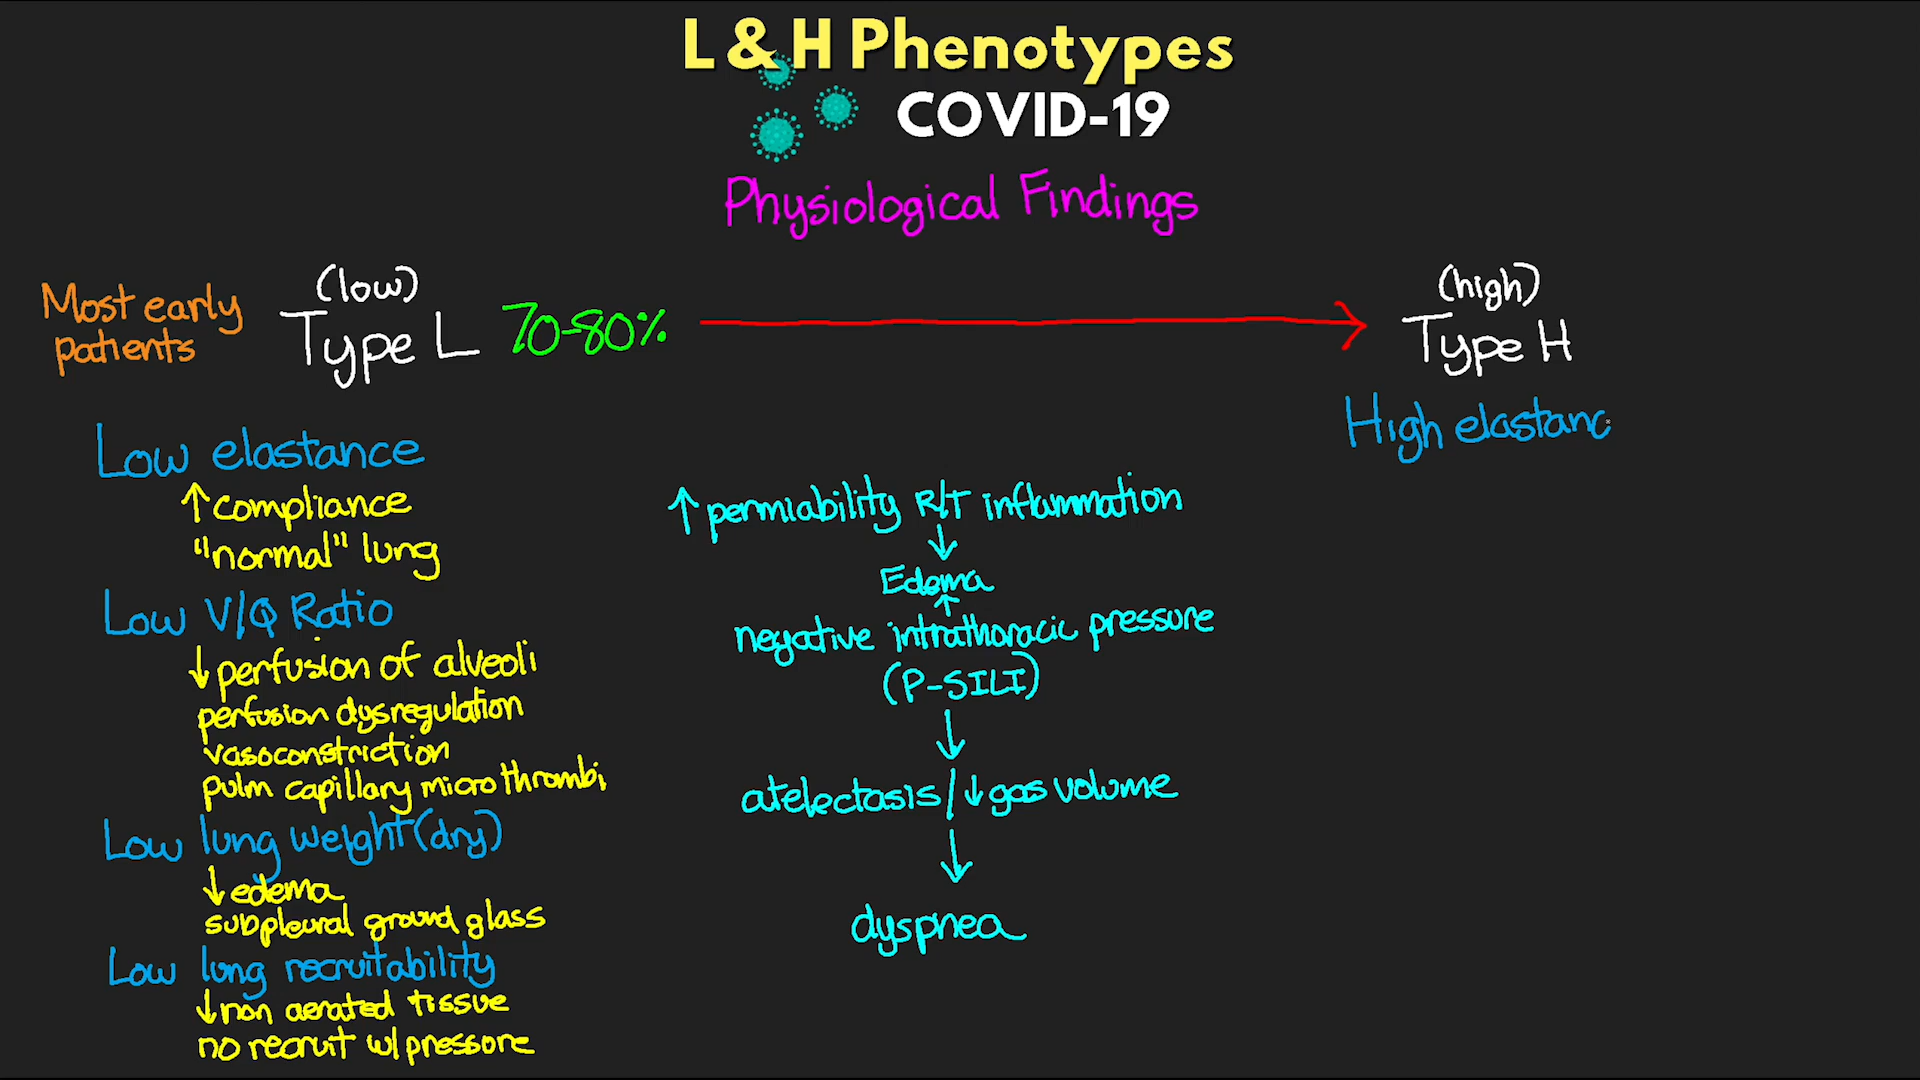 L & H Phenotypes
COVID-19
Physiological Findings
Most early
patients
(low)
Type L
70-80%
(high)
Type H
Low elastance
↑ compliance
"normal" lung
Low V/Q Ratio
↓ perfusion of alveoli
perfusion dysregulation
vasoconstriction
pulm capillary micro thrombi
Low lung weight (dry)
↓ edema
subpleural ground glass
Low lung recruitability
↓ non aerated tissue
no recruit w/ pressure
↑ permiability R/T inflammation
↓
Edema
↑
negative intrathoracic pressure
(P-SILI)
↓
atelectasis / ↓ gas volume
↓
dyspnea
High elastanc